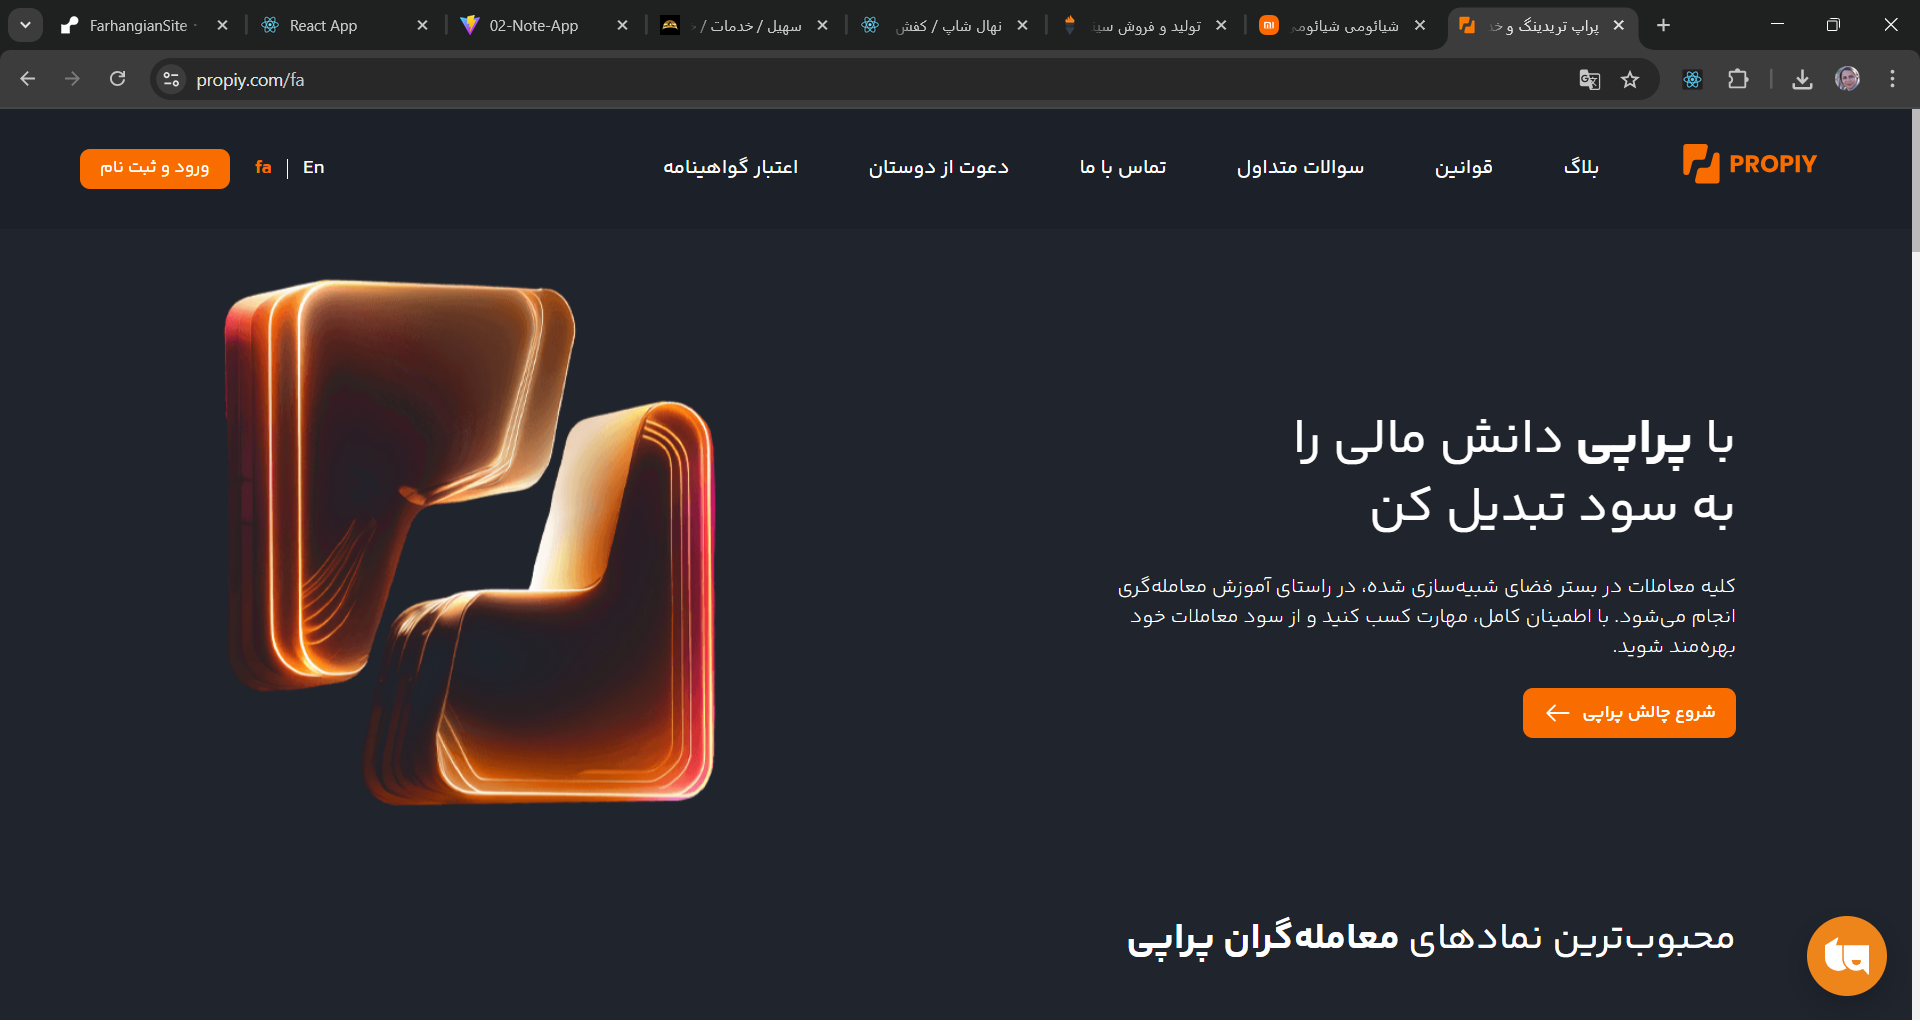 FarhangianSite
React App
02-Note-App
سهیل / خدمات /
نهال شاپ / کفش
تولید و فروش
شیائومی شیائومی
پراپ تریدینگ و
propiy.com/fa
PROPIY
بلاگ
قوانین
سوالات متداول
تماس با ما
دعوت از دوستان
اعتبار گواهینامه
En | fa
ورود و ثبت نام
با پراپی دانش مالی را
به سود تبدیل کن
کلیه معاملات در بستر فضای شبیه‌سازی شده، در راستای آموزش معامله‌گری
انجام می‌شود. با اطمینان کامل، مهارت کسب کنید و از سود معاملات خود
بهره‌مند شوید.
شروع چالش پراپی
محبوب‌ترین نمادهای معامله‌گران پراپی